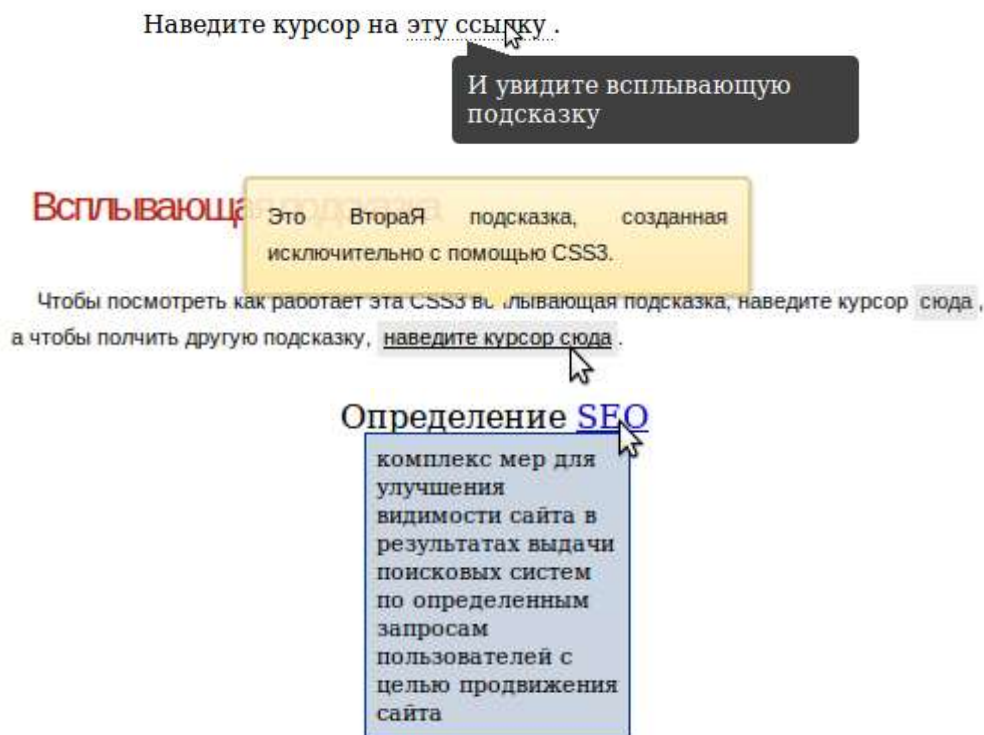 Наведите курсор на эту ссылку .
И увидите всплывающую
подсказку
Всплывающая подсказка
Это ВтораЯ подсказка, созданная
исключительно с помощью CSS3.
Чтобы посмотреть как работает эта CSS3 всплывающая подсказка, наведите курсор сюда ,
а чтобы полчить другую подсказку, наведите курсор сюда .
Определение SEO
комплекс мер для
улучшения
видимости сайта в
результатах выдачи
поисковых систем
по определенным
запросам
пользователей с
целью продвижения
сайта